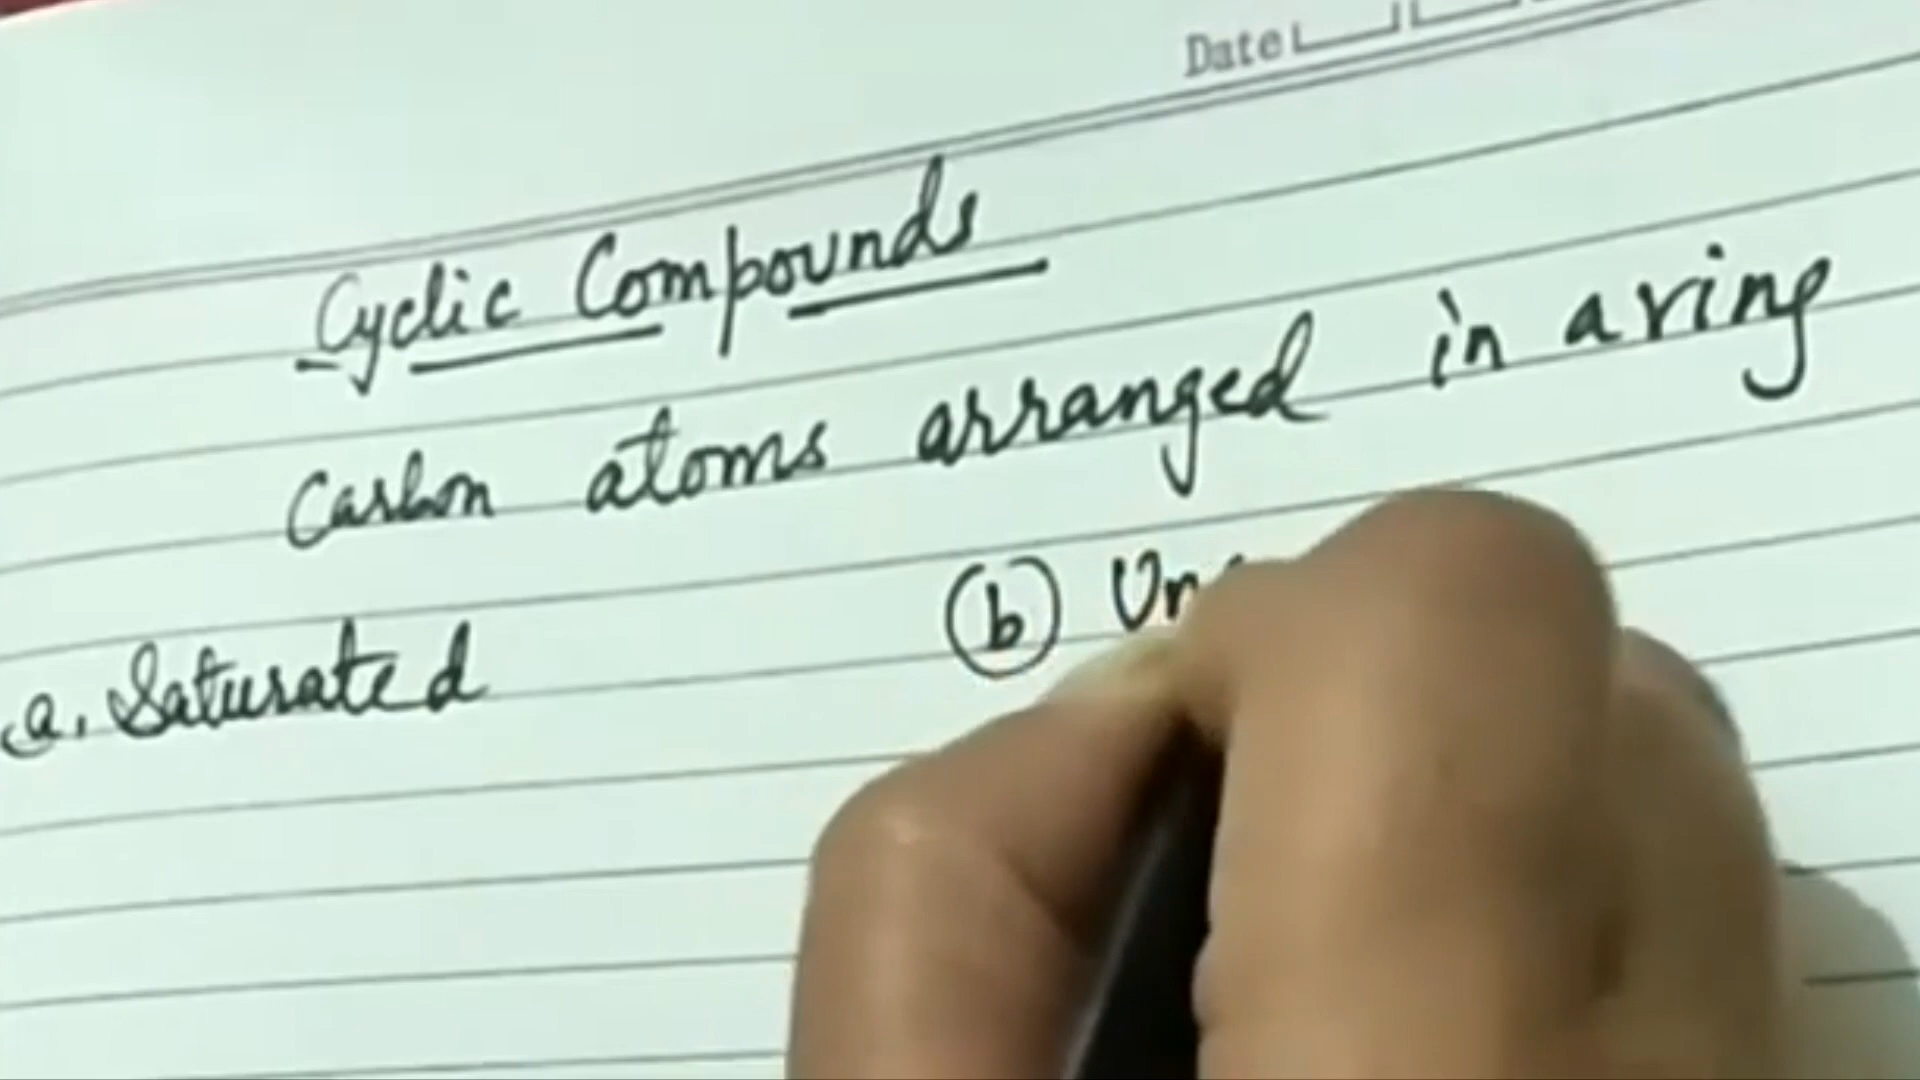 Date
Cyclic Compounds
Carbon atoms arranged in a ring
a. Saturated (b) Un